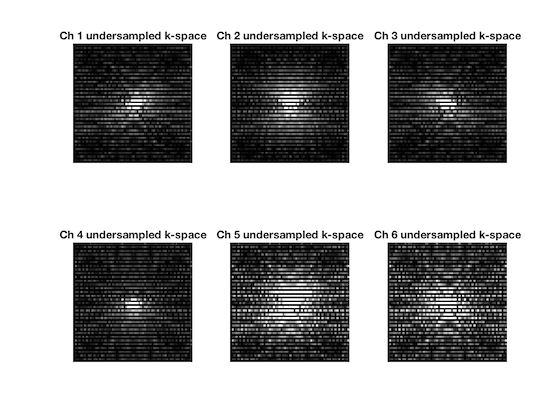 Ch 1 undersampled k-space
Ch 2 undersampled k-space
Ch 3 undersampled k-space
Ch 4 undersampled k-space
Ch 5 undersampled k-space
Ch 6 undersampled k-space